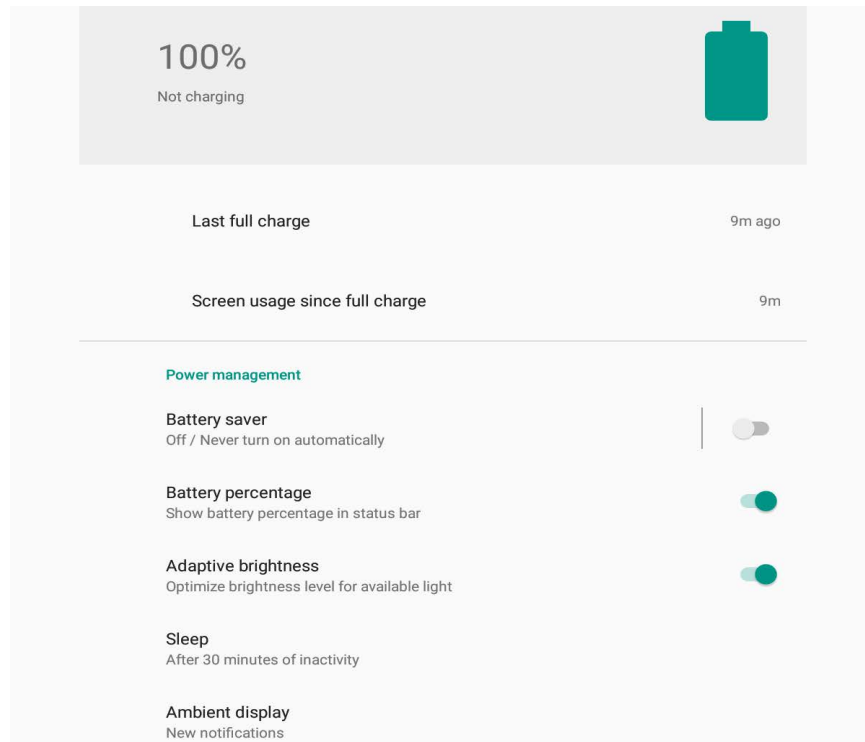 100%
Not charging
Last full charge 9m ago
Screen usage since full charge 9m
Power management
Battery saver
Off / Never turn on automatically
Battery percentage
Show battery percentage in status bar
Adaptive brightness
Optimize brightness level for available light
Sleep
After 30 minutes of inactivity
Ambient display
New notifications